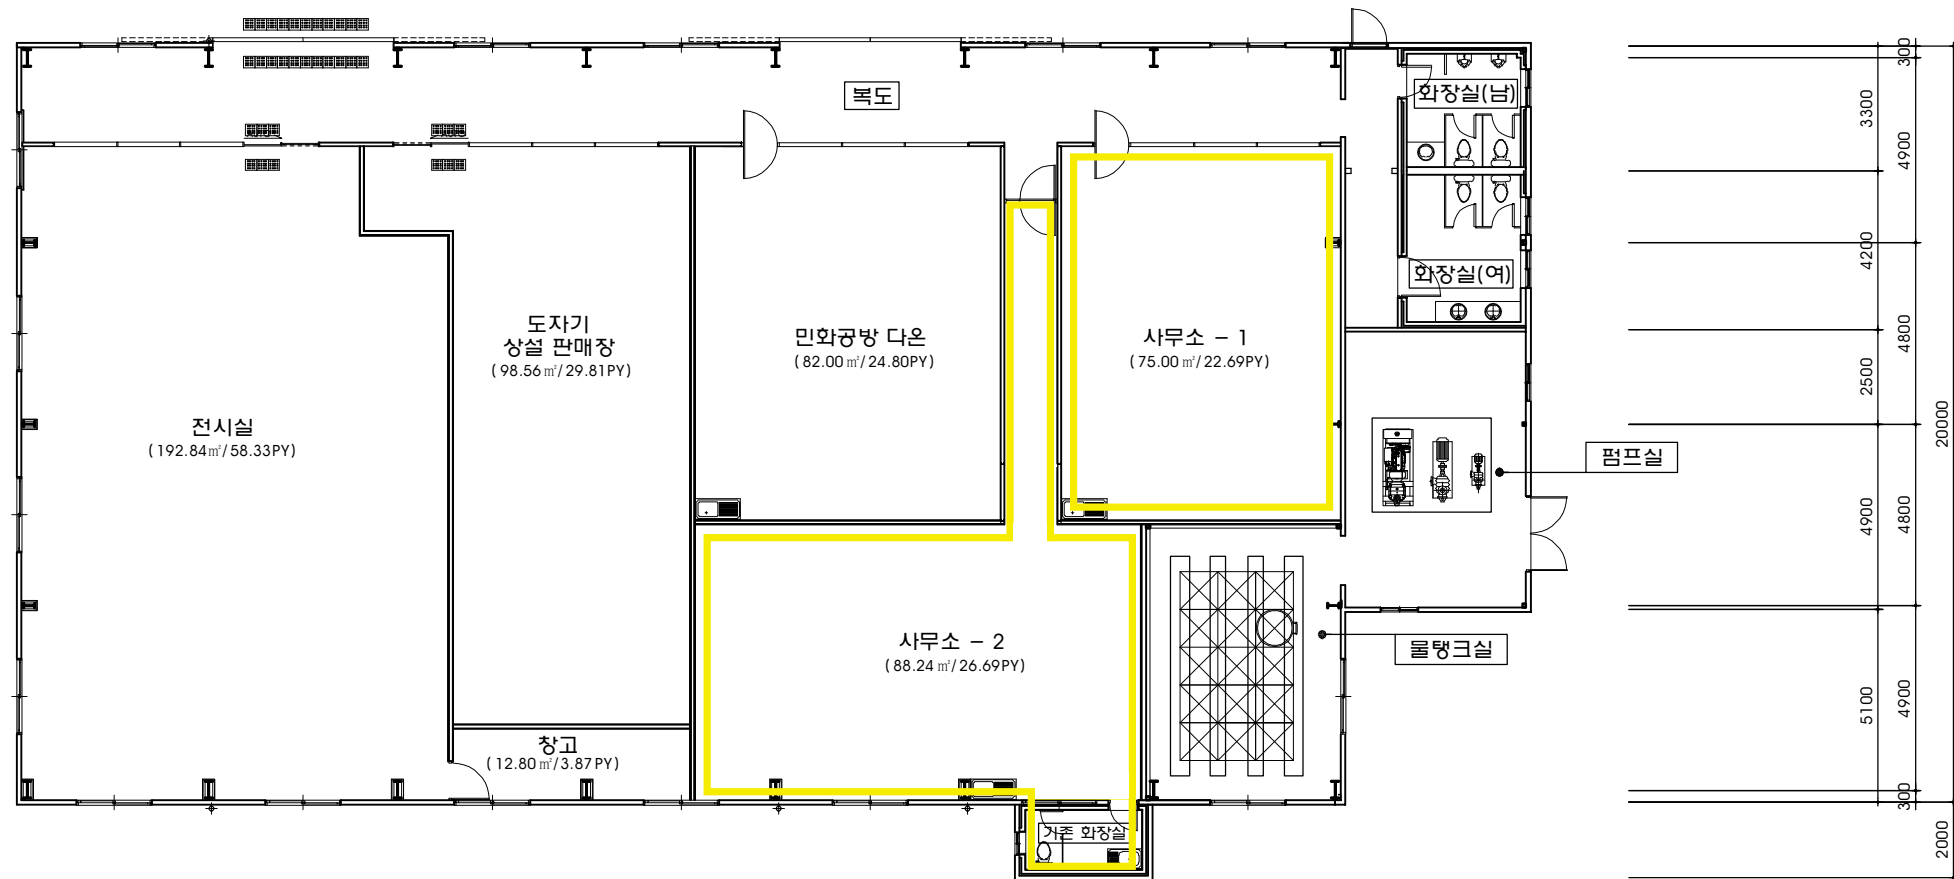 복도
화장실(남)
화장실(여)
도자기
상설 판매장
(98.56㎡/29.81PY)
민화공방 다온
(82.00㎡/24.80PY)
사무소 - 1
(75.00㎡/22.69PY)
전시실
(192.84㎡/58.33PY)
펌프실
사무소 - 2
(88.24㎡/26.69PY)
물탱크실
창고
(12.80㎡/3.87PY)
기존 화장실
300
3300
4900
4200
4800
2500
20000
4900
4800
5100
4900
300
2000